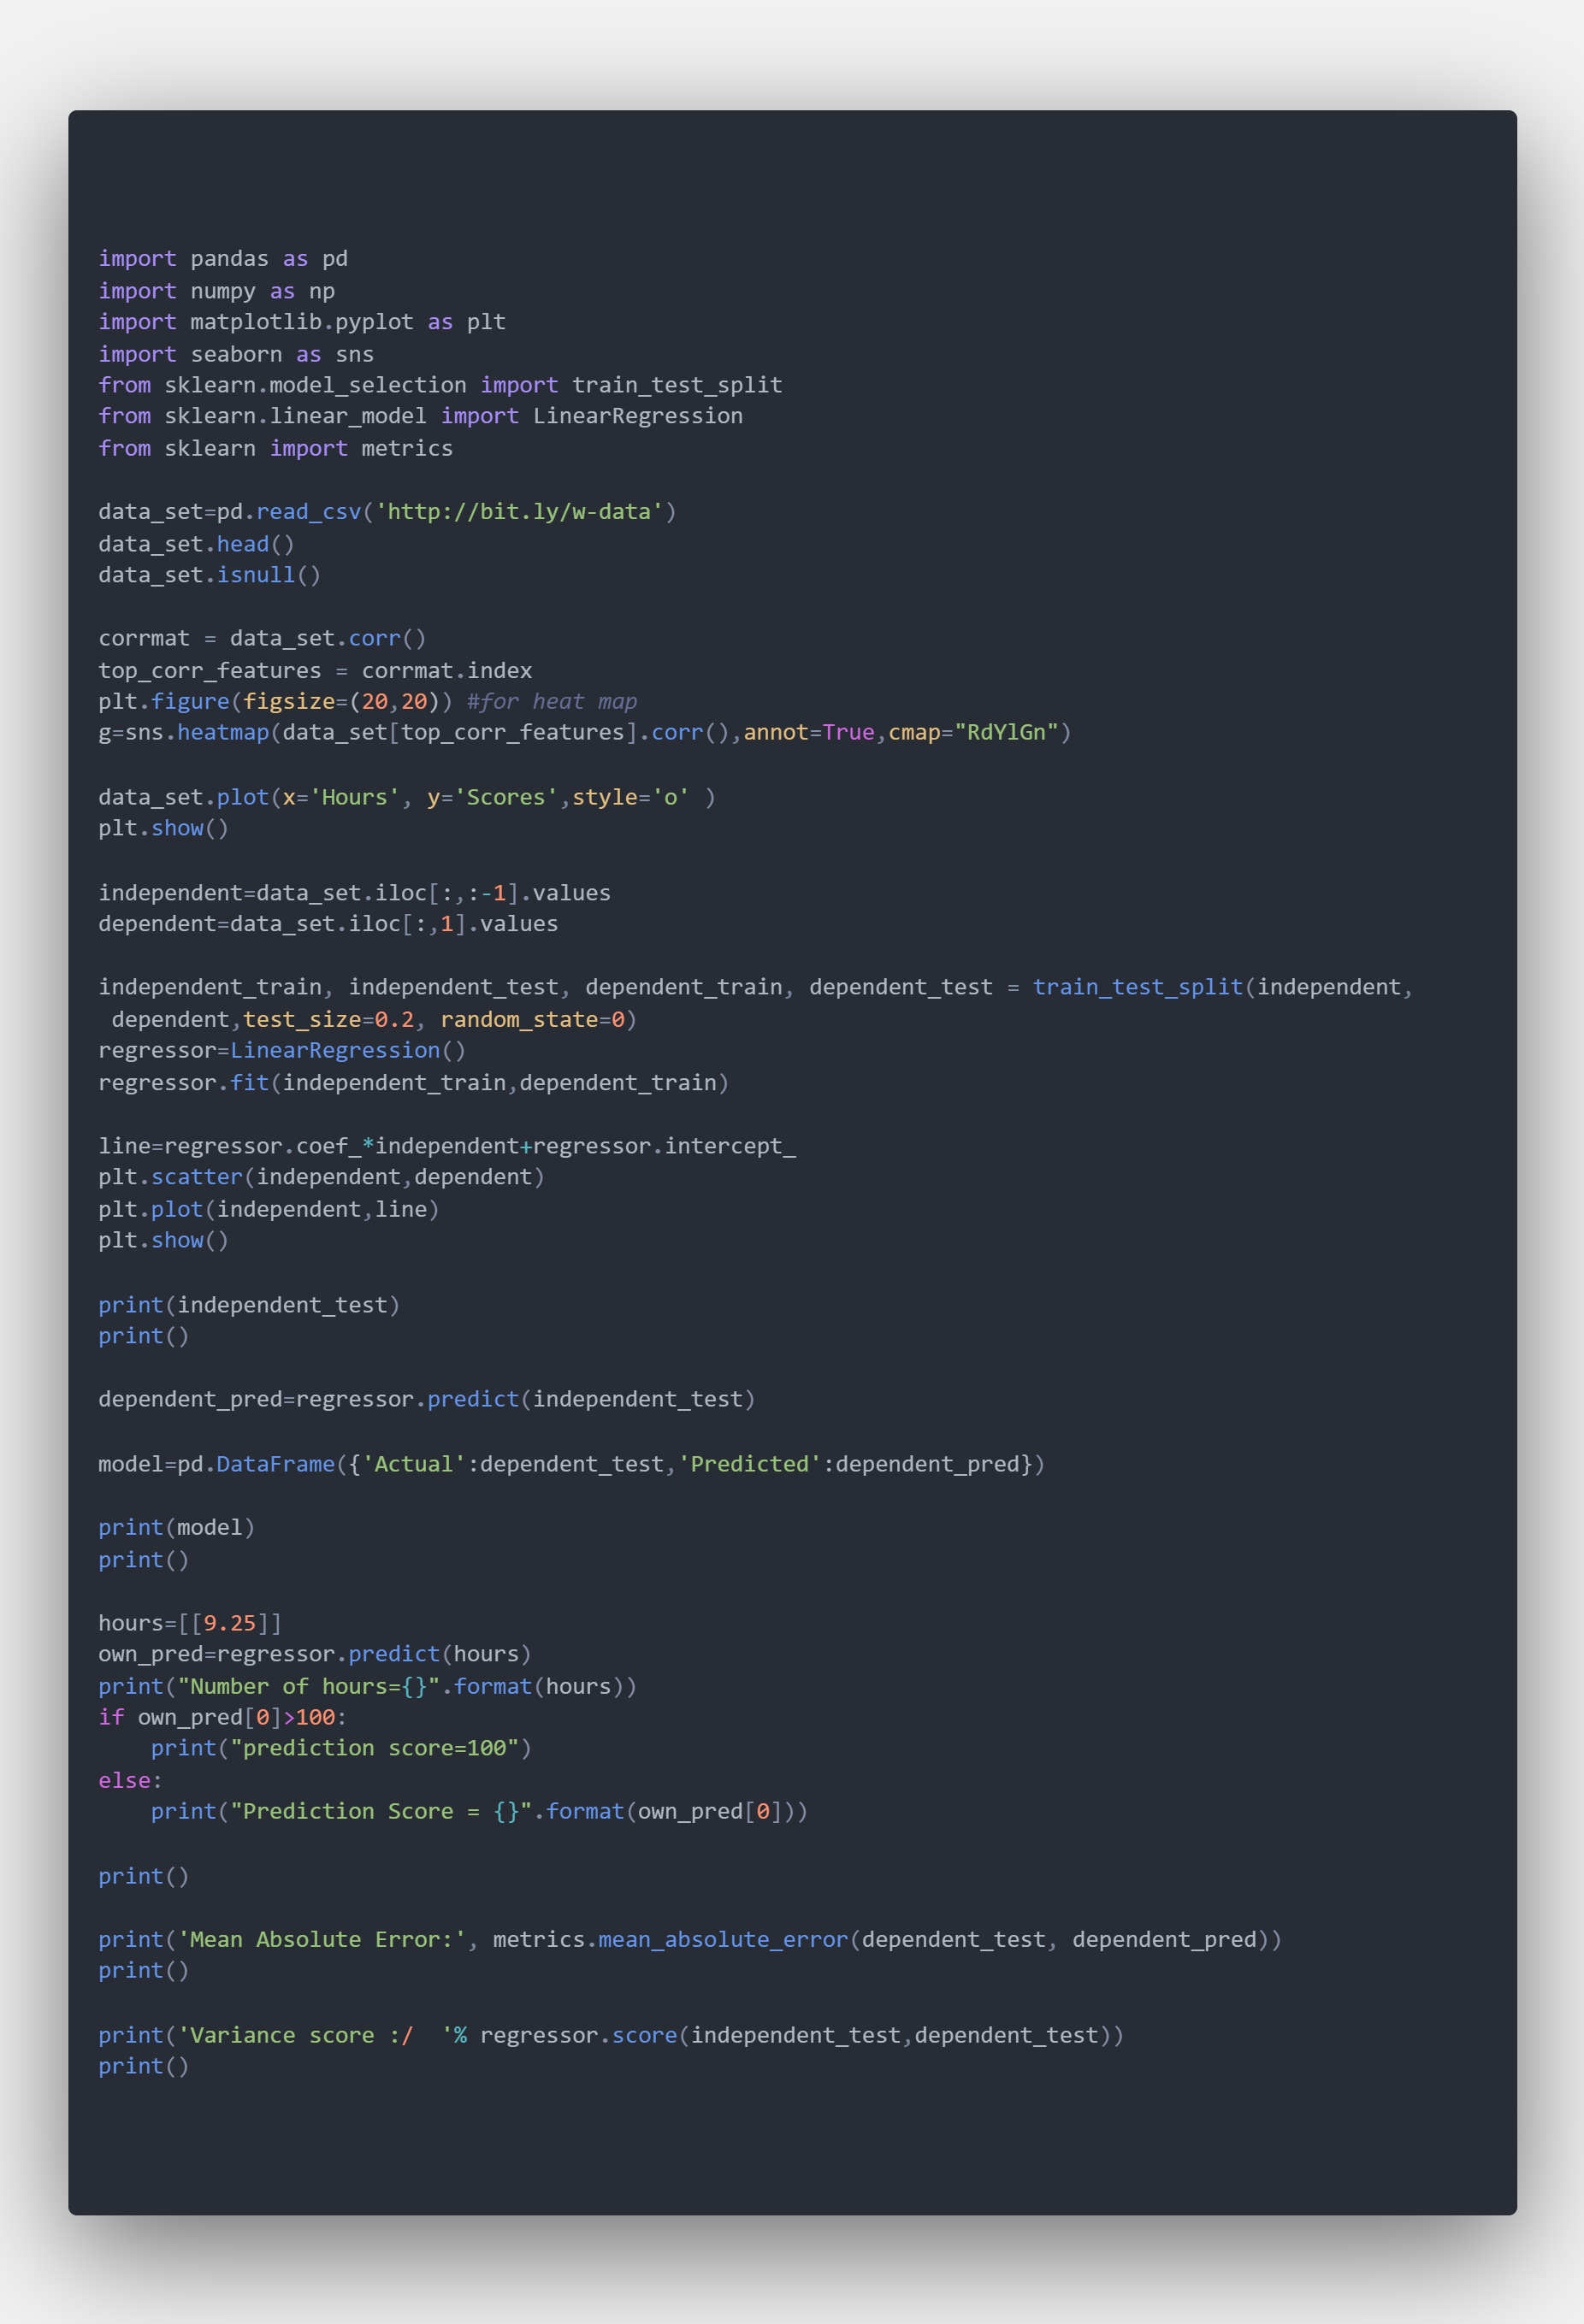 import pandas as pd
import numpy as np
import matplotlib.pyplot as plt
import seaborn as sns
from sklearn.model_selection import train_test_split
from sklearn.linear_model import LinearRegression
from sklearn import metrics

data_set=pd.read_csv('http://bit.ly/w-data')
data_set.head()
data_set.isnull()

corrmat = data_set.corr()
top_corr_features = corrmat.index
plt.figure(figsize=(20,20)) #for heat map
g=sns.heatmap(data_set[top_corr_features].corr(),annot=True,cmap="RdYlGn")

data_set.plot(x='Hours', y='Scores',style='o' )
plt.show()

independent=data_set.iloc[:,:-1].values
dependent=data_set.iloc[:,1].values

independent_train, independent_test, dependent_train, dependent_test = train_test_split(independent,
 dependent,test_size=0.2, random_state=0)
regressor=LinearRegression()
regressor.fit(independent_train,dependent_train)

line=regressor.coef_*independent+regressor.intercept_
plt.scatter(independent,dependent)
plt.plot(independent,line)
plt.show()

print(independent_test)
print()

dependent_pred=regressor.predict(independent_test)

model=pd.DataFrame({'Actual':dependent_test,'Predicted':dependent_pred})

print(model)
print()

hours=[[9.25]]
own_pred=regressor.predict(hours)
print("Number of hours={}".format(hours))
if own_pred[0]>100:
    print("prediction score=100")
else:
    print("Prediction Score = {}".format(own_pred[0]))

print()

print('Mean Absolute Error:', metrics.mean_absolute_error(dependent_test, dependent_pred))
print()

print('Variance score :/  '% regressor.score(independent_test,dependent_test))
print()